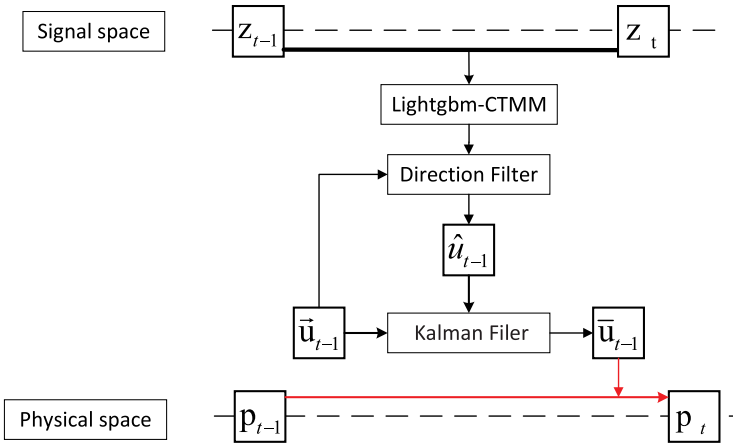 Signal space
z_{t-1}
z_t
Lightgbm-CTMM
Direction Filter
û_{t-1}
u⃗_{t-1}
Kalman Filer
u̅_{t-1}
Physical space
p_{t-1}
p_t